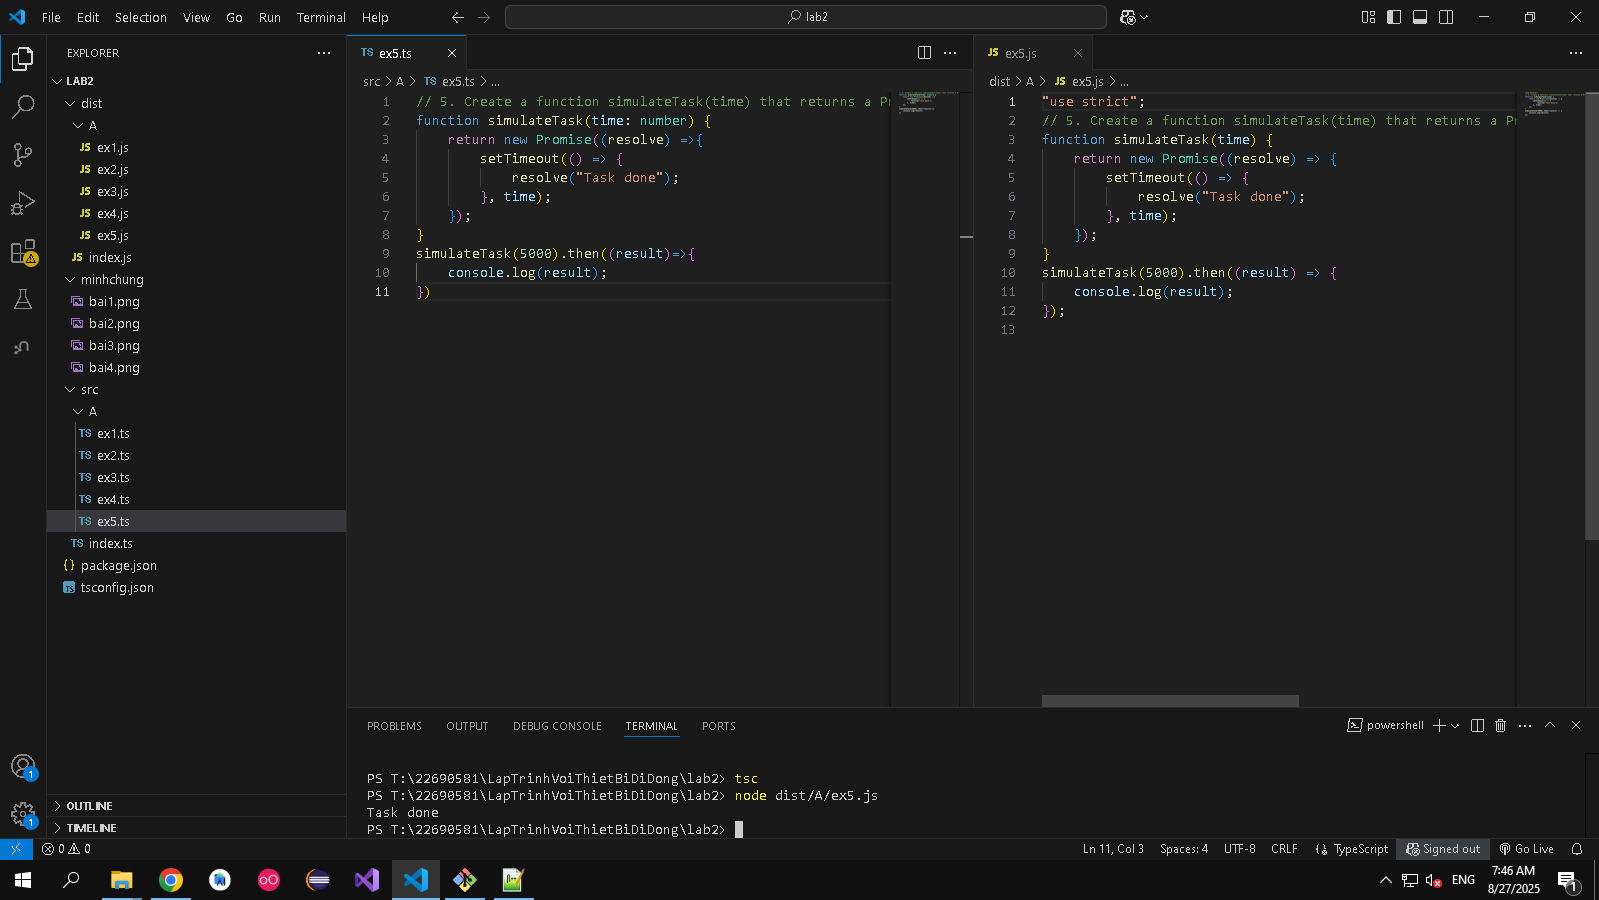 File Edit Selection View Go Run Terminal Help
lab2
EXPLORER
LAB2
dist
A
JS ex1.js
JS ex2.js
JS ex3.js
JS ex4.js
JS ex5.js
JS index.js
minhchung
bai1.png
bai2.png
bai3.png
bai4.png
src
A
TS ex1.ts
TS ex2.ts
TS ex3.ts
TS ex4.ts
TS ex5.ts
TS index.ts
{} package.json
TS tsconfig.json
OUTLINE
TIMELINE
TS ex5.ts
src > A > TS ex5.ts > ...
1 // 5. Create a function simulateTask(time) that returns a Pr
2 function simulateTask(time: number) {
3 return new Promise((resolve) =>{
4 setTimeout(() => {
5 resolve("Task done");
6 }, time);
7 });
8 }
9 simulateTask(5000).then((result)=>{
10 console.log(result);
11 })
JS ex5.js
dist > A > JS ex5.js > ...
1 "use strict";
2 // 5. Create a function simulateTask(time) that returns a Pr
3 function simulateTask(time) {
4 return new Promise((resolve) => {
5 setTimeout(() => {
6 resolve("Task done");
7 }, time);
8 });
9 }
10 simulateTask(5000).then((result) => {
11 console.log(result);
12 });
13
PROBLEMS OUTPUT DEBUG CONSOLE TERMINAL PORTS
powershell
PS T:\22690581\LapTrinhVoiThietBiDiDong\lab2> tsc
PS T:\22690581\LapTrinhVoiThietBiDiDong\lab2> node dist/A/ex5.js
Task done
PS T:\22690581\LapTrinhVoiThietBiDiDong\lab2>
1
1
0 0
Ln 11, Col 3 Spaces: 4 UTF-8 CRLF {} TypeScript Signed out Go Live
ENG
7:46 AM
8/27/2025
1